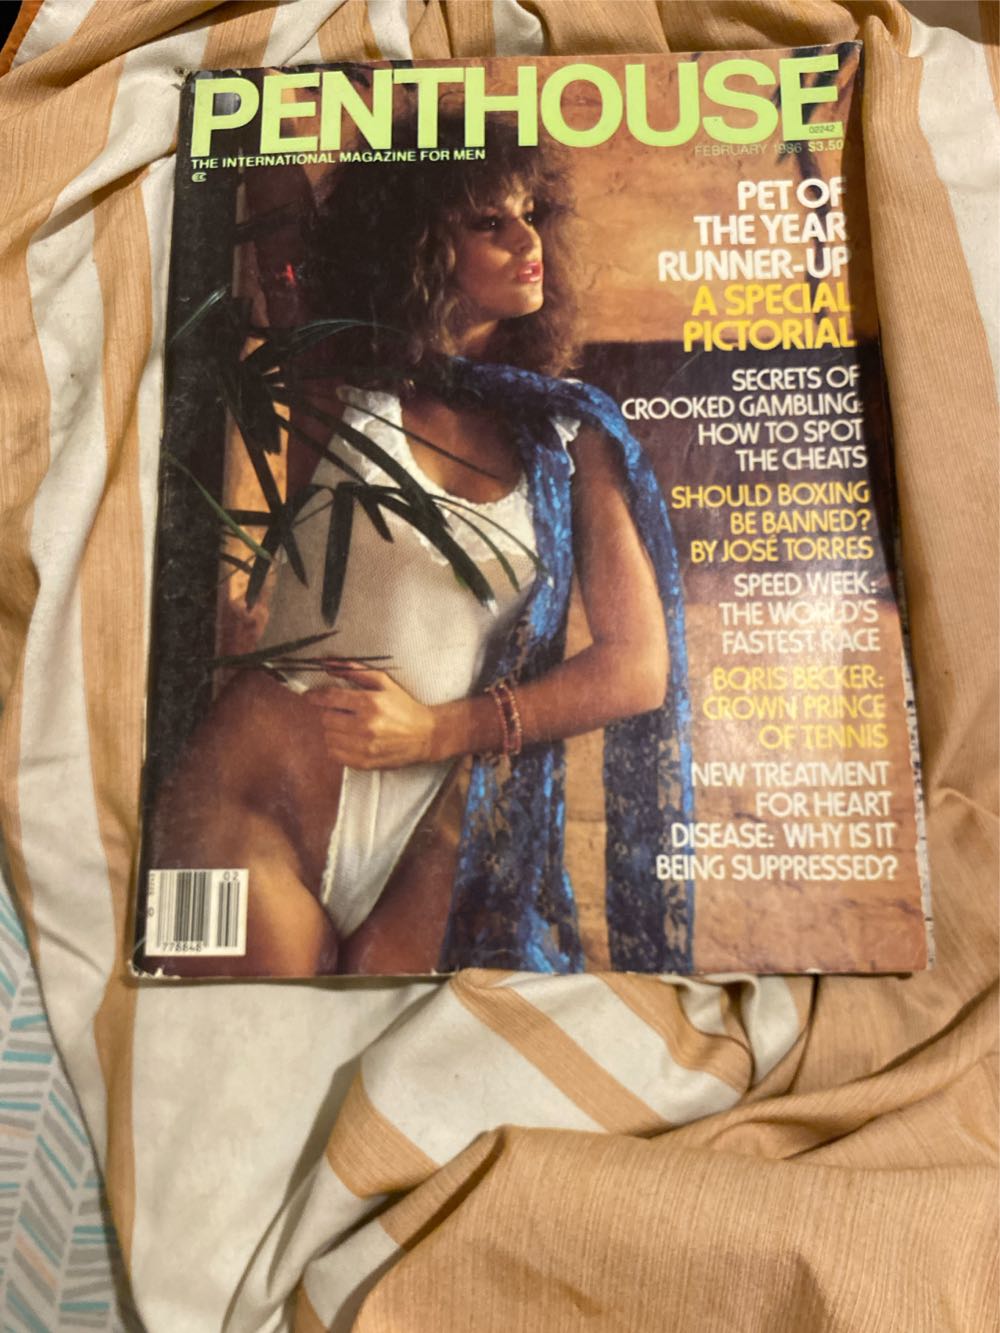 PENTHOUSE
02242
THE INTERNATIONAL MAGAZINE FOR MEN
FEBRUARY 1986 $3.50
PET OF
THE YEAR
RUNNER-UP
A SPECIAL
PICTORIAL
SECRETS OF
CROOKED GAMBLING:
HOW TO SPOT
THE CHEATS
SHOULD BOXING
BE BANNED?
BY JOSÉ TORRES
SPEED WEEK:
THE WORLD'S
FASTEST RACE
BORIS BECKER:
CROWN PRINCE
OF TENNIS
NEW TREATMENT
FOR HEART
DISEASE: WHY IS IT
BEING SUPPRESSED?
02